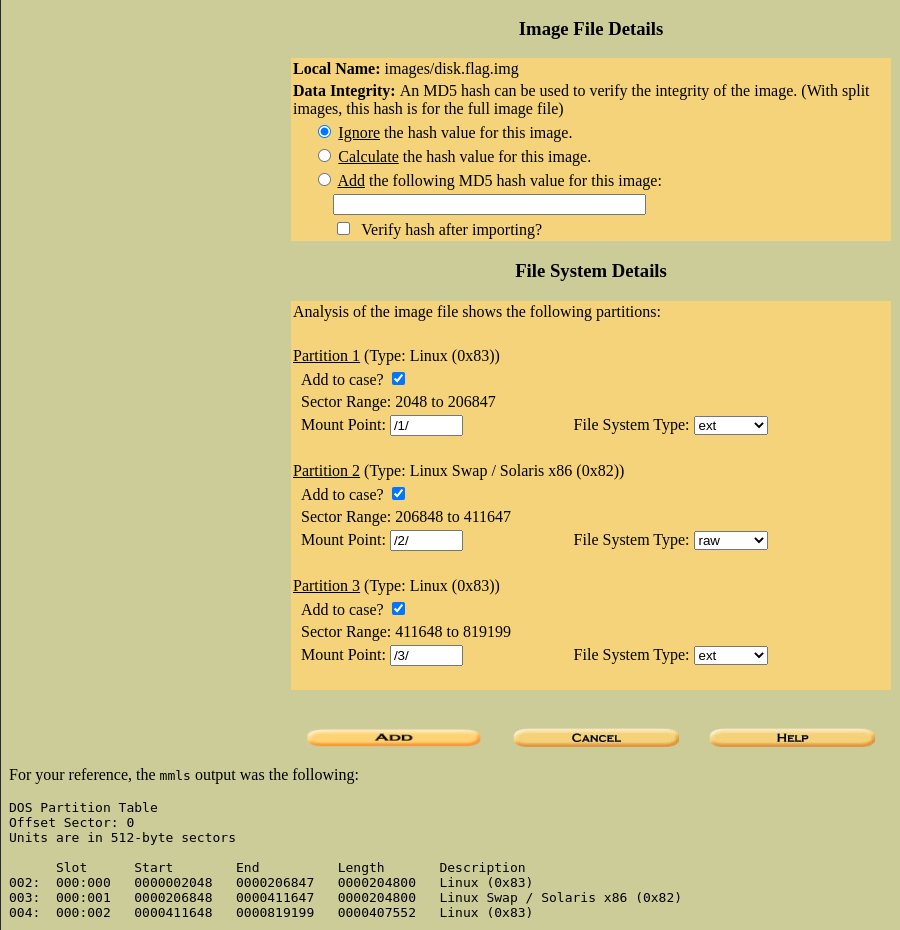 Image File Details
Local Name: images/disk.flag.img
Data Integrity: An MD5 hash can be used to verify the integrity of the image. (With split
images, this hash is for the full image file)
Ignore the hash value for this image.
Calculate the hash value for this image.
Add the following MD5 hash value for this image:
Verify hash after importing?
File System Details
Analysis of the image file shows the following partitions:
Partition 1 (Type: Linux (0x83))
Add to case?
Sector Range: 2048 to 206847
Mount Point: /1/ File System Type: ext
Partition 2 (Type: Linux Swap / Solaris x86 (0x82))
Add to case?
Sector Range: 206848 to 411647
Mount Point: /2/ File System Type: raw
Partition 3 (Type: Linux (0x83))
Add to case?
Sector Range: 411648 to 819199
Mount Point: /3/ File System Type: ext
ADD CANCEL HELP
For your reference, the mmls output was the following:
DOS Partition Table
Offset Sector: 0
Units are in 512-byte sectors
Slot Start End Length Description
002: 000:000 0000002048 0000206847 0000204800 Linux (0x83)
003: 000:001 0000206848 0000411647 0000204800 Linux Swap / Solaris x86 (0x82)
004: 000:002 0000411648 0000819199 0000407552 Linux (0x83)